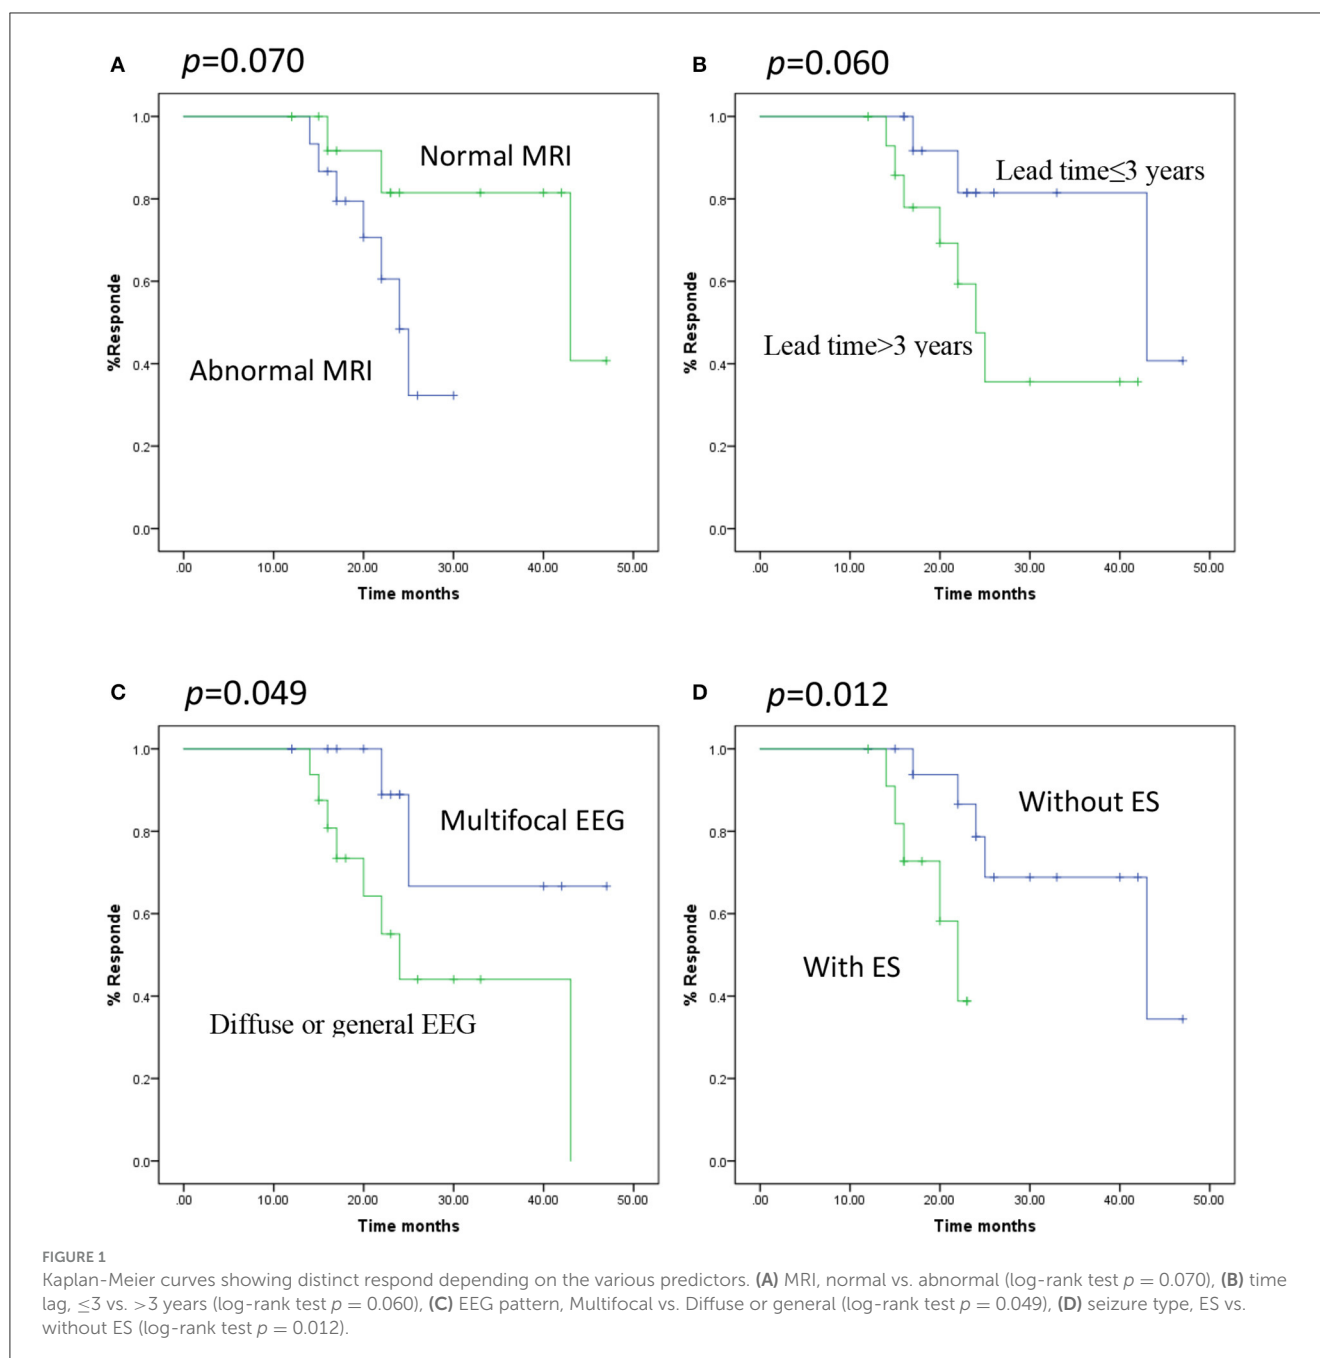 A
p=0.070
1.0
0.8
0.6
0.4
0.2
0.0
%Responde
Normal MRI
Abnormal MRI
.00 10.00 20.00 30.00 40.00 50.00
Time months
B
p=0.060
1.0
0.8
0.6
0.4
0.2
0.0
% Responde
Lead time≤3 years
Lead time>3 years
.00 10.00 20.00 30.00 40.00 50.00
Time months
C
p=0.049
1.0
0.8
0.6
0.4
0.2
0.0
% Responde
Multifocal EEG
Diffuse or general EEG
.00 10.00 20.00 30.00 40.00 50.00
Time months
D
p=0.012
1.0
0.8
0.6
0.4
0.2
0.0
% Responde
Without ES
With ES
.00 10.00 20.00 30.00 40.00 50.00
Time months
FIGURE 1
Kaplan-Meier curves showing distinct respond depending on the various predictors. (A) MRI, normal vs. abnormal (log-rank test p = 0.070), (B) time
lag, ≤3 vs. >3 years (log-rank test p = 0.060), (C) EEG pattern, Multifocal vs. Diffuse or general (log-rank test p = 0.049), (D) seizure type, ES vs.
without ES (log-rank test p = 0.012).